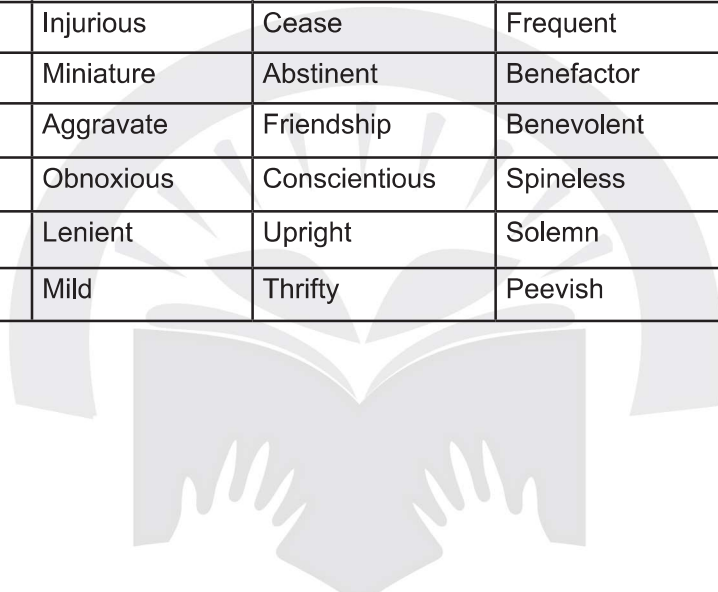 Injurious Cease Frequent
Miniature Abstinent Benefactor
Aggravate Friendship Benevolent
Obnoxious Conscientious Spineless
Lenient Upright Solemn
Mild Thrifty Peevish